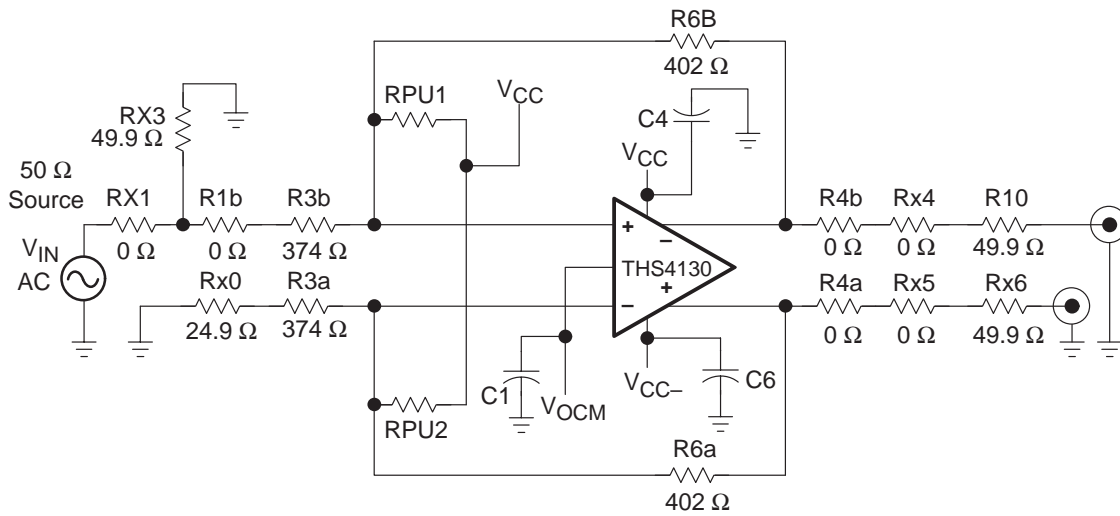 R6B
402 Ω
RPU1
VCC
RX3
49.9 Ω
C4
50 Ω
Source
VCC
RX1
0 Ω
R1b
0 Ω
R3b
374 Ω
R4b
0 Ω
Rx4
0 Ω
R10
49.9 Ω
VIN
AC
+
−
THS4130
−
+
Rx0
24.9 Ω
R3a
374 Ω
R4a
0 Ω
Rx5
0 Ω
Rx6
49.9 Ω
C1
VOCM
VCC−
C6
RPU2
R6a
402 Ω